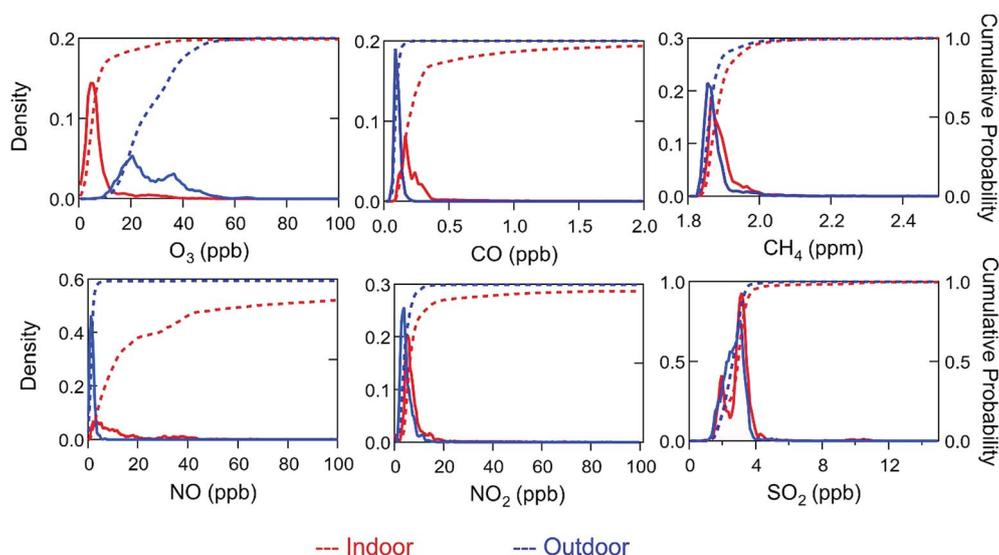 0.2 0.1 0.0
Density
0 20 40 60 80 100
O3 (ppb)
0.2 0.1 0.0
0.0 0.5 1.0 1.5 2.0
CO (ppb)
0.3 0.2 0.1 0.0
1.8 2.0 2.2 2.4
CH4 (ppm)
1.0 0.5 0.0
Cumulative Probability
0.6 0.4 0.2 0.0
Density
0 20 40 60 80 100
NO (ppb)
0.3 0.2 0.1 0.0
0 20 40 60 80 100
NO2 (ppb)
1.0 0.5 0.0
0 4 8 12
SO2 (ppb)
1.0 0.5 0.0
Cumulative Probability
Indoor Outdoor